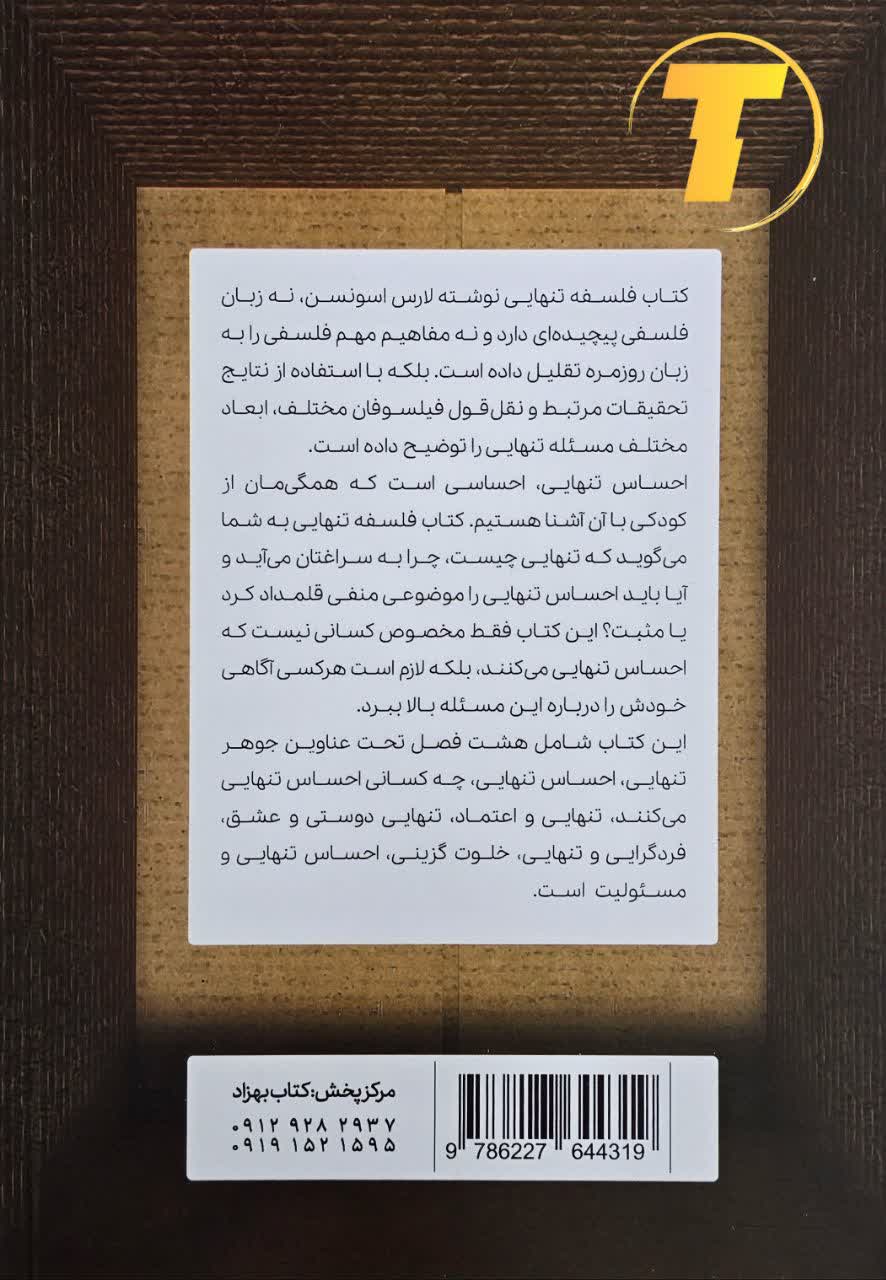 T
کتاب فلسفه تنهایی نوشته لارس اسونسن، نه زبان
فلسفی پیچیده‌ای دارد و نه مفاهیم مهم فلسفی را به
زبان روزمره تقلیل داده است. بلکه با استفاده از نتایج
تحقیقات مرتبط و نقل‌قول فیلسوفان مختلف، ابعاد
مختلف مسئله تنهایی را توضیح داده است.
احساس تنهایی، احساسی است که همگی‌مان از
کودکی با آن آشنا هستیم. کتاب فلسفه تنهایی به شما
می‌گوید که تنهایی چیست، چرا به سراغتان می‌آید و
آیا باید احساس تنهایی را موضوعی منفی قلمداد کرد
یا مثبت؟ این کتاب فقط مخصوص کسانی نیست که
احساس تنهایی می‌کنند، بلکه لازم است هرکسی آگاهی
خودش را درباره این مسئله بالا ببرد.
این کتاب شامل هشت فصل تحت عناوین جوهر
تنهایی، احساس تنهایی، چه کسانی احساس تنهایی
می‌کنند، تنهایی و اعتماد، تنهایی دوستی و عشق،
فردگرایی و تنهایی، خلوت گزینی، احساس تنهایی و
مسئولیت است.
مرکز پخش: کتاب بهزاد
۰۹۱۲ ۹۲۸ ۲۹۳۷
۰۹۱۹ ۱۵۲ ۱۵۹۵
9 786227 644319